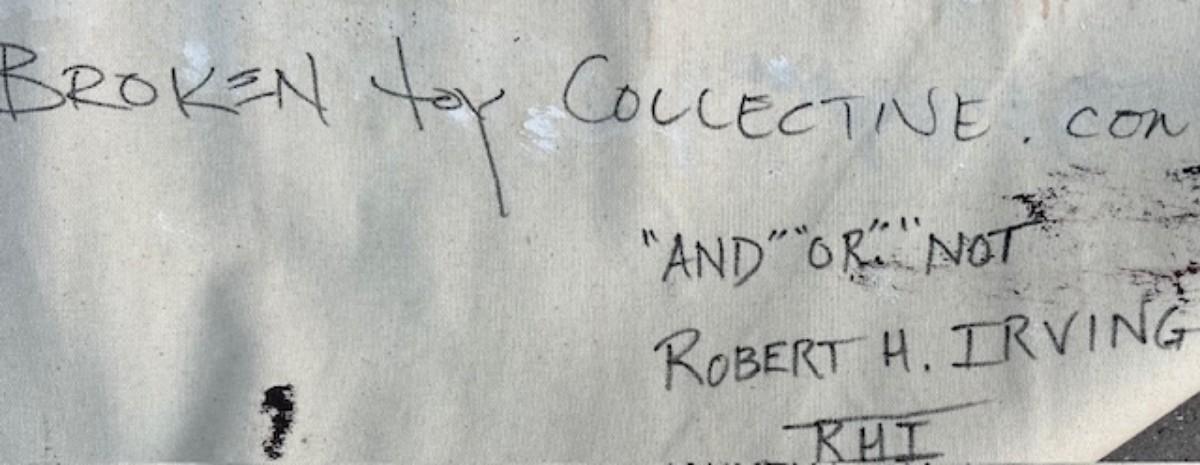 BROKEN toy COLLECTIVE.com
"AND" "OR" "NOT
ROBERT H. IRVING
RHI